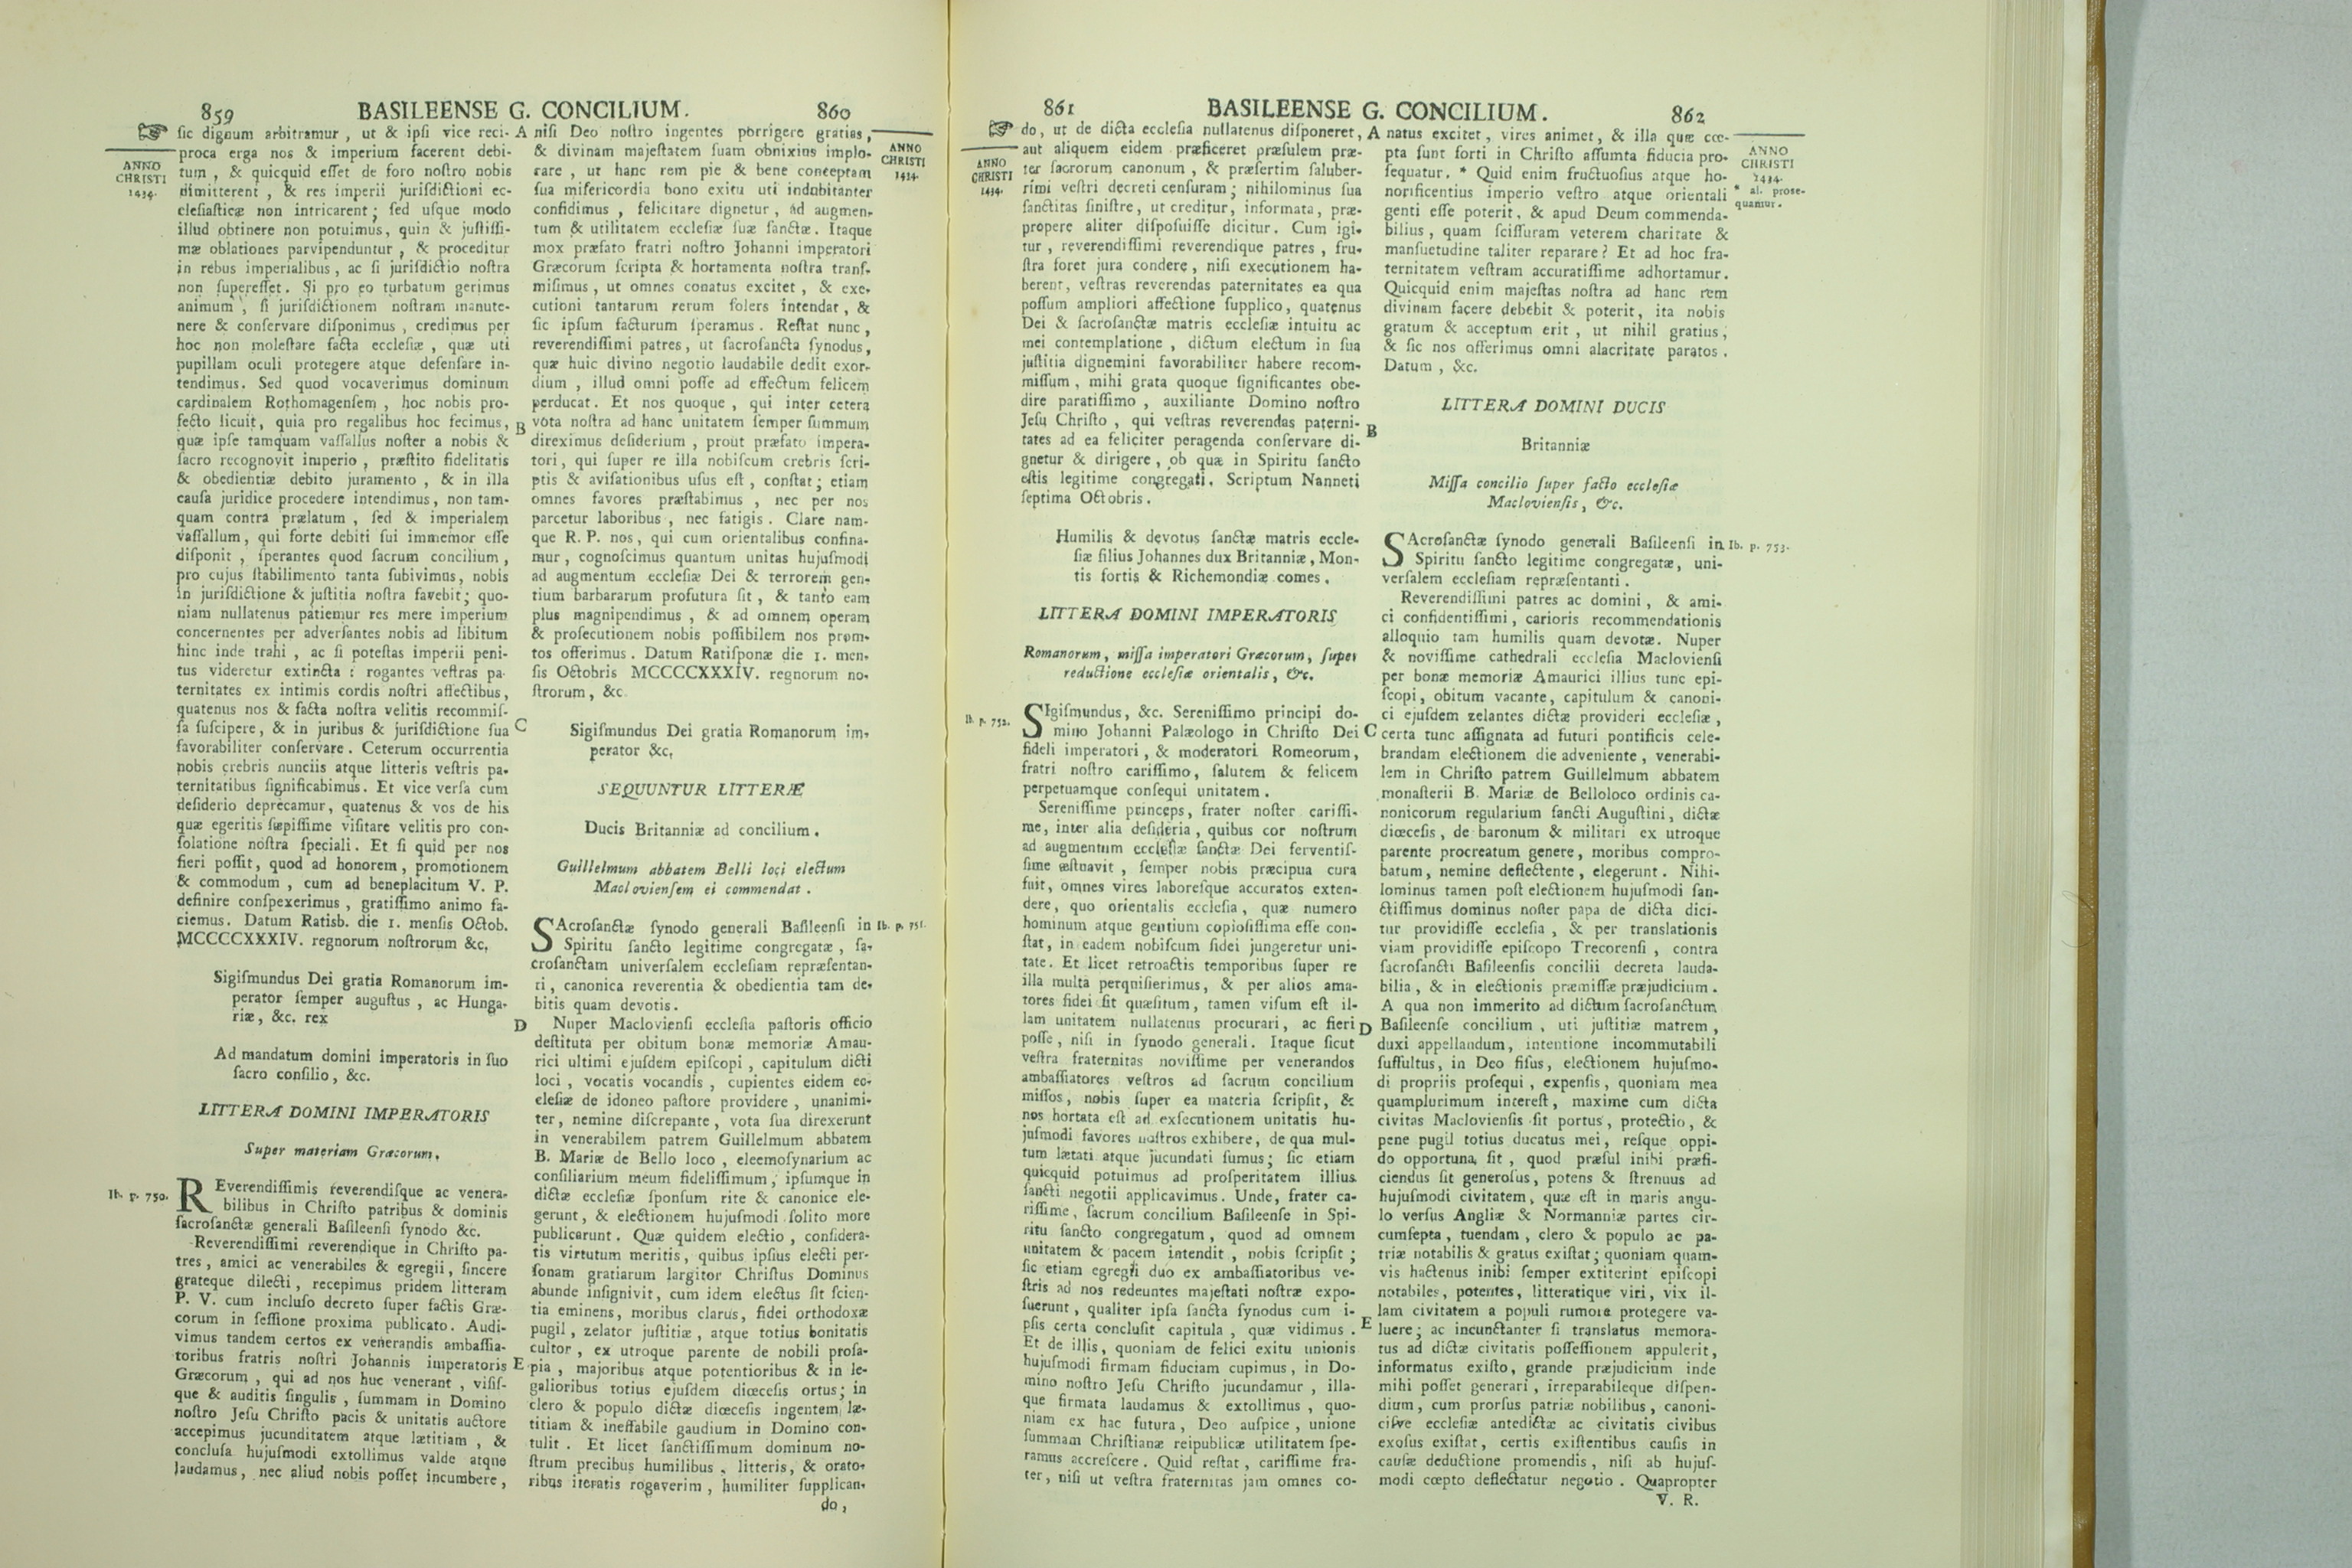 859 BASILEENSE G. CONCILIUM. 860
ANNO
CHRISTI
1434.
sic dignum arbitramur, ut & ipsi vice reci-
proca erga nos & imperium facerent debi-
tum, & quicquid esset de foro nostro nobis
dimitterent, & res imperii jurisdictioni ec-
clesiasticæ non intricarent; sed usque modo
illud obtinere non potuimus, quin & justissi-
mæ oblationes parvipenduntur, & proceditur
in rebus imperialibus, ac si jurisdictio nostra
non superesset. Si pro eo turbatum gerimus
animum, si jurisdictionem nostram manute-
nere & conservare disponimus, credimus per
hoc non molestare facta ecclesiæ, quæ uti
pupillam oculi protegere atque defensare in-
tendimus. Sed quod vocaverimus dominum
cardinalem Rothomagensem, hoc nobis pro-
fecto licuit, quia pro regalibus hoc fecimus,
quæ ipse tamquam vassallus noster a nobis &
sacro recognovit imperio, præstito fidelitatis
& obedientiæ debito juramento, & in illa
causa juridice procedere intendimus, non tam-
quam contra prælatum, sed & imperialem
vassallum, qui forte debiti sui immemor esse
disponit, sperantes quod sacrum concilium,
pro cujus stabilimento tanta subivimus, nobis
in jurisdictione & justitia nostra favebit; quo-
niam nullatenus patiemur res mere imperium
concernentes per adversantes nobis ad libitum
hinc inde trahi, ac si potestas imperii peni-
tus videretur extincta: rogantes vestras pa-
ternitates ex intimis cordis nostri affectibus,
quatenus nos & facta nostra velitis recommis-
sa suscipere, & in juribus & jurisdictione sua
favorabiliter conservare. Ceterum occurrentia
nobis crebris nunciis atque litteris vestris pa-
ternitatibus significabimus. Et vice versa cum
desiderio deprecamur, quatenus & vos de his
quæ egeritis sæpissime visitare velitis pro con-
solatione nostra speciali. Et si quid per nos
fieri possit, quod ad honorem, promotionem
& commodum, cum ad beneplacitum V. P.
definire conspexerimus, gratissimo animo fa-
ciemus. Datum Ratisb. die 1. mensis Octob.
MCCCCXXXIV. regnorum nostrorum &c.
Sigismundus Dei gratia Romanorum im-
perator semper augustus, ac Hunga-
riæ, &c. rex
Ad mandatum domini imperatoris in suo
sacro consilio, &c.
LITTERA DOMINI IMPERATORIS
Super materiam Græcorum.
Ib. p. 750.
REverendissimis reverendisque ac venera-
bilibus in Christo patribus & dominis
sacrosanctæ generali Basileensi synodo &c.
Reverendissimi reverendique in Christo pa-
tres, amici ac venerabiles & egregii, sincere
grateque dilecti, recepimus pridem litteram
P. V. cum incluso decreto super factis Græ-
corum in sessione proxima publicato. Audi-
vimus tandem certos ex venerandis ambassia-
toribus fratris nostri Johannis imperatoris
Græcorum, qui ad nos huc venerant, visis-
que & auditis singulis, summam in Domino
nostro Jesu Christo pacis & unitatis auctore
accepimus jucunditatem atque lætitiam, &
conclusa hujusmodi extollimus valde atque
laudamus, nec aliud nobis posset incumbere,
A
B
C
D
E
nisi Deo nostro ingentes porrigere gratias,
& divinam majestatem suam obnixius implo-
rare, ut hanc rem pie & bene conceptam
sua misericordia bono exitu uti indubitanter
confidimus, felicitare dignetur, ad augmen-
tum & utilitatem ecclesiæ suæ sanctæ. Itaque
mox præfato fratri nostro Johanni imperatori
Græcorum scripta & hortamenta nostra trans-
misimus, ut omnes conatus excitet, & exe-
cutioni tantarum rerum solers intendat, &
sic ipsum facturum speramus. Restat nunc,
reverendissimi patres, ut sacrosancta synodus,
quæ huic divino negotio laudabile dedit exor-
dium, illud omni posse ad effectum felicem
perducat. Et nos quoque, qui inter cetera
vota nostra ad hanc unitatem semper summum
direximus desiderium, prout præfato impera-
tori, qui super re illa nobiscum crebris scri-
ptis & avisationibus usus est, constat; etiam
omnes favores præstabimus, nec per nos
parcetur laboribus, nec fatigis. Clare nam-
que R. P. nos, qui cum orientalibus confina-
mur, cognoscimus quantum unitas hujusmodi
ad augmentum ecclesiæ Dei & terrorem gen-
tium barbararum profutura sit, & tanto eam
plus magnipendimus, & ad omnem operam
& prosecutionem nobis possibilem nos prom-
tos offerimus. Datum Ratisponæ die 1. men-
sis Octobris MCCCCXXXIV. regnorum no-
strorum, &c.
Sigismundus Dei gratia Romanorum im-
perator &c.
SEQUUNTUR LITTERÆ
Ducis Britanniæ ad concilium.
Guillelmum abbatem Belli loci electum
Macloviensem ei commendat.
SAcrosanctæ synodo generali Basileensi in
Spiritu sancto legitime congregatæ, sa-
crosanctam universalem ecclesiam repræsentan-
ti, canonica reverentia & obedientia tam de-
bitis quam devotis.
Nuper Macloviensi ecclesia pastoris officio
destituta per obitum bonæ memoriæ Amau-
rici ultimi ejusdem episcopi, capitulum dicti
loci, vocatis vocandis, cupientes eidem ec-
clesiæ de idoneo pastore providere, unanimi-
ter, nemine discrepante, vota sua direxerunt
in venerabilem patrem Guillelmum abbatem
B. Mariæ de Bello loco, eleemosynarium ac
consiliarium meum fidelissimum, ipsumque in
dictæ ecclesiæ sponsum rite & canonice ele-
gerunt, & electionem hujusmodi solito more
publicarunt. Quæ quidem electio, considera-
tis virtutum meritis, quibus ipsius electi per-
sonam gratiarum largitor Christus Dominus
abunde insignivit, cum idem electus sit scien-
tia eminens, moribus clarus, fidei orthodoxæ
pugil, zelator justitiæ, atque totius bonitatis
cultor, ex utroque parente de nobili prosa-
pia, majoribus atque potentioribus & in le-
galioribus totius ejusdem diœcesis ortus; in
clero & populo dictæ diœcesis ingentem læ-
titiam & ineffabile gaudium in Domino con-
tulit. Et licet sanctissimum dominum no-
strum precibus humilibus, litteris, & orato-
ribus iteratis rogaverim, humiliter supplican-
do,
ANNO
CHRISTI
1434.
Ib. p. 751.
861 BASILEENSE G. CONCILIUM. 862
ANNO
CHRISTI
1434.
do, ut de dicta ecclesia nullatenus disponeret,
aut aliquem eidem præficeret præsulem præ-
ter sacrorum canonum, & præsertim saluber-
rimi vestri decreti censuram; nihilominus sua
sanctitas sinistre, ut creditur, informata, præ-
propere aliter disposuisse dicitur. Cum igi-
tur, reverendissimi reverendique patres, fru-
stra foret jura condere, nisi executionem ha-
berent, vestras reverendas paternitates ea qua
possum ampliori affectione supplico, quatenus
Dei & sacrosanctæ matris ecclesiæ intuitu ac
mei contemplatione, dictum electum in sua
justitia dignemini favorabiliter habere recom-
missum, mihi grata quoque significantes obe-
dire paratissimo, auxiliante Domino nostro
Jesu Christo, qui vestras reverendas paterni-
tates ad ea feliciter peragenda conservare di-
gnetur & dirigere, ob quæ in Spiritu sancto
estis legitime congregati. Scriptum Nanneti
septima Octobris.
Humilis & devotus sanctæ matris eccle-
siæ filius Johannes dux Britanniæ, Mon-
tis fortis & Richemondiæ comes.
LITTERA DOMINI IMPERATORIS
Romanorum, missa imperatori Græcorum, super
reductione ecclesiæ orientalis, &c.
Ib. p. 752.
SIgismundus, &c. Serenissimo principi do-
mino Johanni Palæologo in Christo Dei
fideli imperatori, & moderatori Romeorum,
fratri nostro carissimo, salutem & felicem
perpetuamque consequi unitatem.
Serenissime princeps, frater noster carissi-
me, inter alia desideria, quibus cor nostrum
ad augmentum ecclesiæ sanctæ Dei ferventis-
sime æstuavit, semper nobis præcipua cura
fuit, omnes vires laboresque accuratos exten-
dere, quo orientalis ecclesia, quæ numero
hominum atque gentium copiosissima esse con-
stat, in eadem nobiscum fidei jungeretur uni-
tate. Et licet retroactis temporibus super re
illa multa perquisierimus, & per alios ama-
tores fidei sit quæsitum, tamen visum est il-
lam unitatem nullatenus procurari, ac fieri
posse, nisi in synodo generali. Itaque sicut
vestra fraternitas novissime per venerandos
ambassiatores vestros ad sacrum concilium
missos, nobis super ea materia scripsit, &
nos hortata est ad exsecutionem unitatis hu-
jusmodi favores nostros exhibere, de qua mul-
tum lætati atque jucundati sumus; sic etiam
quicquid potuimus ad prosperitatem illius
sancti negotii applicavimus. Unde, frater ca-
rissime, sacrum concilium Basileense in Spi-
ritu sancto congregatum, quod ad omnem
unitatem & pacem intendit, nobis scripsit;
sic etiam egregii duo ex ambassiatoribus ve-
stris ad nos redeuntes majestati nostræ expo-
suerunt, qualiter ipsa sancta synodus cum i-
psis certa conclusit capitula, quæ vidimus.
Et de illis, quoniam de felici exitu unionis
hujusmodi firmam fiduciam cupimus, in Do-
mino nostro Jesu Christo jucundamur, illa-
que firmata laudamus & extollimus, quo-
niam ex hac futura, Deo auspice, unione
summam Christianæ reipublicæ utilitatem spe-
ramus accrescere. Quid restat, carissime fra-
ter, nisi ut vestra fraternitas jam omnes co-
A
B
C
D
E
natus excitet, vires animet, & illa quæ cœ-
pta sunt forti in Christo assumta fiducia pro-
sequatur. * Quid enim fructuosius atque ho-
norificentius imperio vestro atque orientali
genti esse poterit, & apud Deum commenda-
bilius, quam scissuram veterem charitate &
mansuetudine taliter reparare? Et ad hoc fra-
ternitatem vestram accuratissime adhortamur.
Quicquid enim majestas nostra ad hanc rem
divinam facere debebit & poterit, ita nobis
gratum & acceptum erit, ut nihil gratius,
& sic nos offerimus omni alacritate paratos.
Datum, &c.
LITTERA DOMINI DUCIS
Britanniæ
Missa concilio super facto ecclesiæ
Macloviensis, &c.
SAcrosanctæ synodo generali Basileensi in
Spiritu sancto legitime congregatæ, uni-
versalem ecclesiam repræsentanti.
Reverendissimi patres ac domini, & ami-
ci confidentissimi, carioris recommendationis
alloquio tam humilis quam devotæ. Nuper
& novissime cathedrali ecclesia Macloviensi
per bonæ memoriæ Amaurici illius tunc epi-
scopi, obitum vacante, capitulum & canoni-
ci ejusdem zelantes dictæ provideri ecclesiæ,
certa tunc assignata ad futuri pontificis cele-
brandam electionem die adveniente, venerabi-
lem in Christo patrem Guillelmum abbatem
monasterii B. Mariæ de Belloloco ordinis ca-
nonicorum regularium sancti Augustini, dictæ
diœcesis, de baronum & militari ex utroque
parente procreatum genere, moribus compro-
batum, nemine deflectente, elegerunt. Nihi-
lominus tamen post electionem hujusmodi san-
ctissimus dominus noster papa de dicta dici-
tur providisse ecclesia, & per translationis
viam providisse episcopo Trecorensi, contra
sacrosancti Basileensis concilii decreta lauda-
bilia, & in electionis præmissæ præjudicium.
A qua non immerito ad dictum sacrosanctum
Basileense concilium, uti justitiæ matrem,
duxi appellandum, intentione incommutabili
suffultus, in Deo fisus, electionem hujusmo-
di propriis prosequi, expensis, quoniam mea
quamplurimum interest, maxime cum dicta
civitas Macloviensis sit portus, protectio, &
pene pugil totius ducatus mei, resque oppi-
do opportuna sit, quod præsul inibi præfi-
ciendus sit generosus, potens & strenuus ad
hujusmodi civitatem, quæ est in maris angu-
lo versus Angliæ & Normanniæ partes cir-
cumsepta, tuendam, clero & populo ac pa-
triæ notabilis & gratus existat; quoniam quam-
vis hactenus inibi semper extiterint episcopi
notabiles, potentes, litteratique viri, vix il-
lam civitatem a populi rumore protegere va-
luere; ac incunctanter si translatus memora-
tus ad dictæ civitatis possessionem appulerit,
informatus existo, grande præjudicium inde
mihi posset generari, irreparabileque dispen-
dium, cum prorsus patriæ nobilibus, canoni-
cisve ecclesiæ antedictæ ac civitatis civibus
exosus existat, certis existentibus causis in
causæ deductione promendis, nisi ab hujus-
modi cœpto deflectatur negotio. Quapropter
V. R.
ANNO
CHRISTI
1434.
* al. prose-
quamur.
Ib. p. 753.